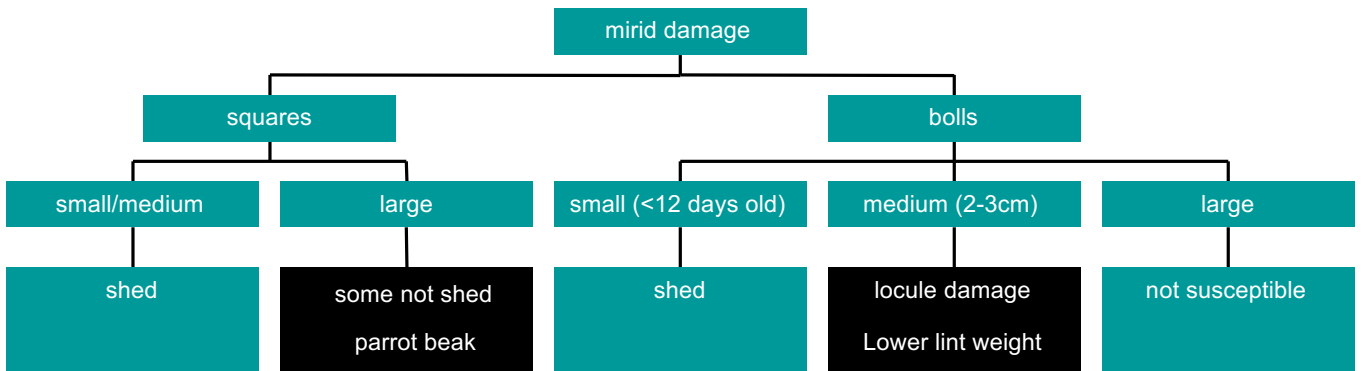 mirid damage
squares
bolls
small/medium
large
small (<12 days old)
medium (2-3cm)
large
shed
some not shed
parrot beak
shed
locule damage
Lower lint weight
not susceptible